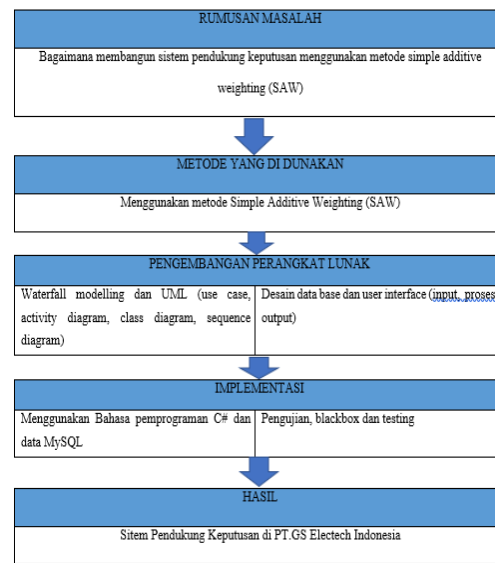 RUMUSAN MASALAH
Bagaimana membangun sistem pendukung keputusan menggunakan metode simple additive
weighting (SAW)
METODE YANG DI DUNAKAN
Menggunakan metode Simple Additive Weighting (SAW)
PENGEMBANGAN PERANGKAT LUNAK
Waterfall modelling dan UML (use case,
activity diagram, class diagram, sequence
diagram)
Desain data base dan user interface (input, proses
output)
IMPLEMENTASI
Menggunakan Bahasa pemprograman C# dan
data MySQL
Pengujian, blackbox dan testing
HASIL
Sitem Pendukung Keputusan di PT.GS Electech Indonesia